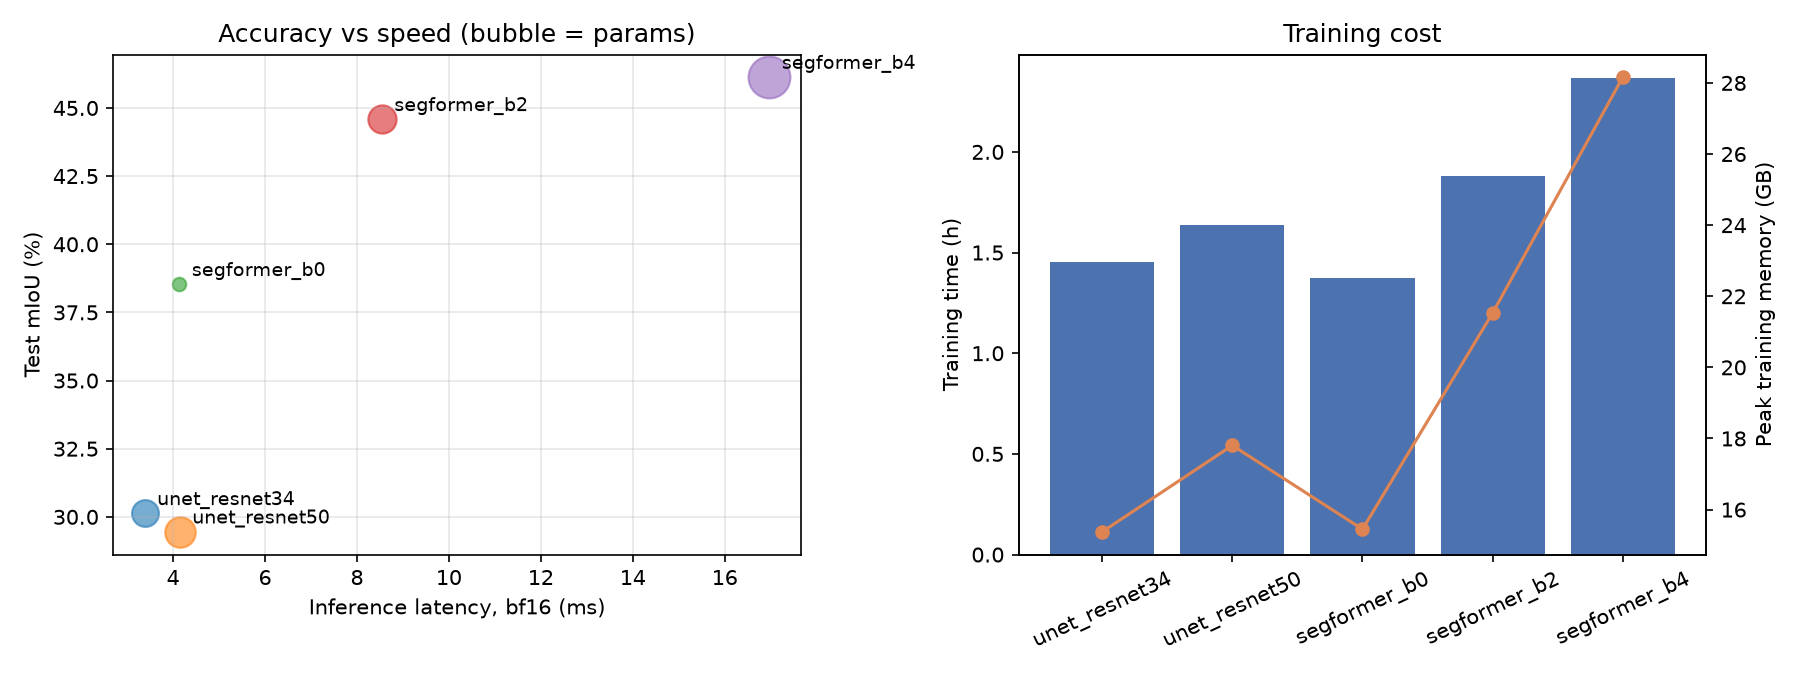 Accuracy vs speed (bubble = params)
Test mIoU (%)
45.0
42.5
40.0
37.5
35.0
32.5
30.0
segformer_b4
segformer_b2
segformer_b0
unet_resnet34
unet_resnet50
4 6 8 10 12 14 16
Inference latency, bf16 (ms)
Training cost
Training time (h)
2.0
1.5
1.0
0.5
0.0
28
26
24
22
20
18
16
Peak training memory (GB)
unet_resnet34
unet_resnet50
segformer_b0
segformer_b2
segformer_b4